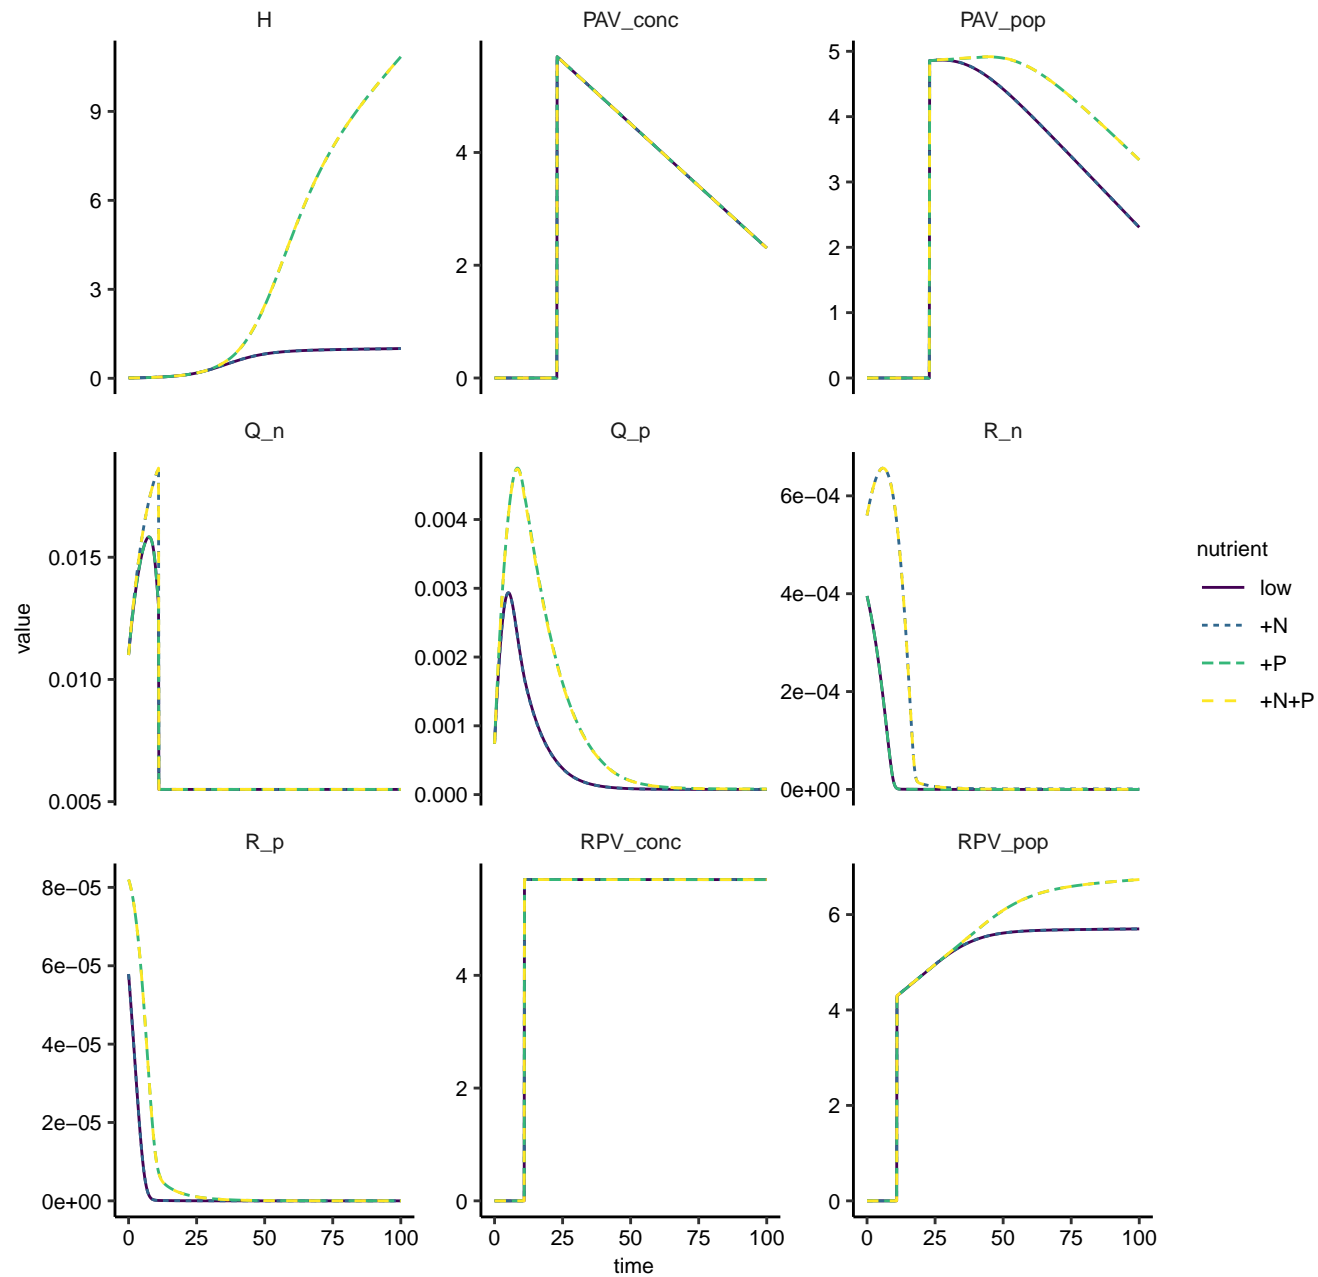 H
PAV_conc
PAV_pop
9
6
3
0
4
2
0
5
4
3
2
1
0
Q_n
Q_p
R_n
0.015
0.010
0.005
0.004
0.003
0.002
0.001
0.000
6e−04
4e−04
2e−04
0e+00
R_p
RPV_conc
RPV_pop
8e−05
6e−05
4e−05
2e−05
0e+00
4
2
0
6
4
2
0
0 25 50 75 100
0 25 50 75 100
0 25 50 75 100
time
value
nutrient
low
+N
+P
+N+P